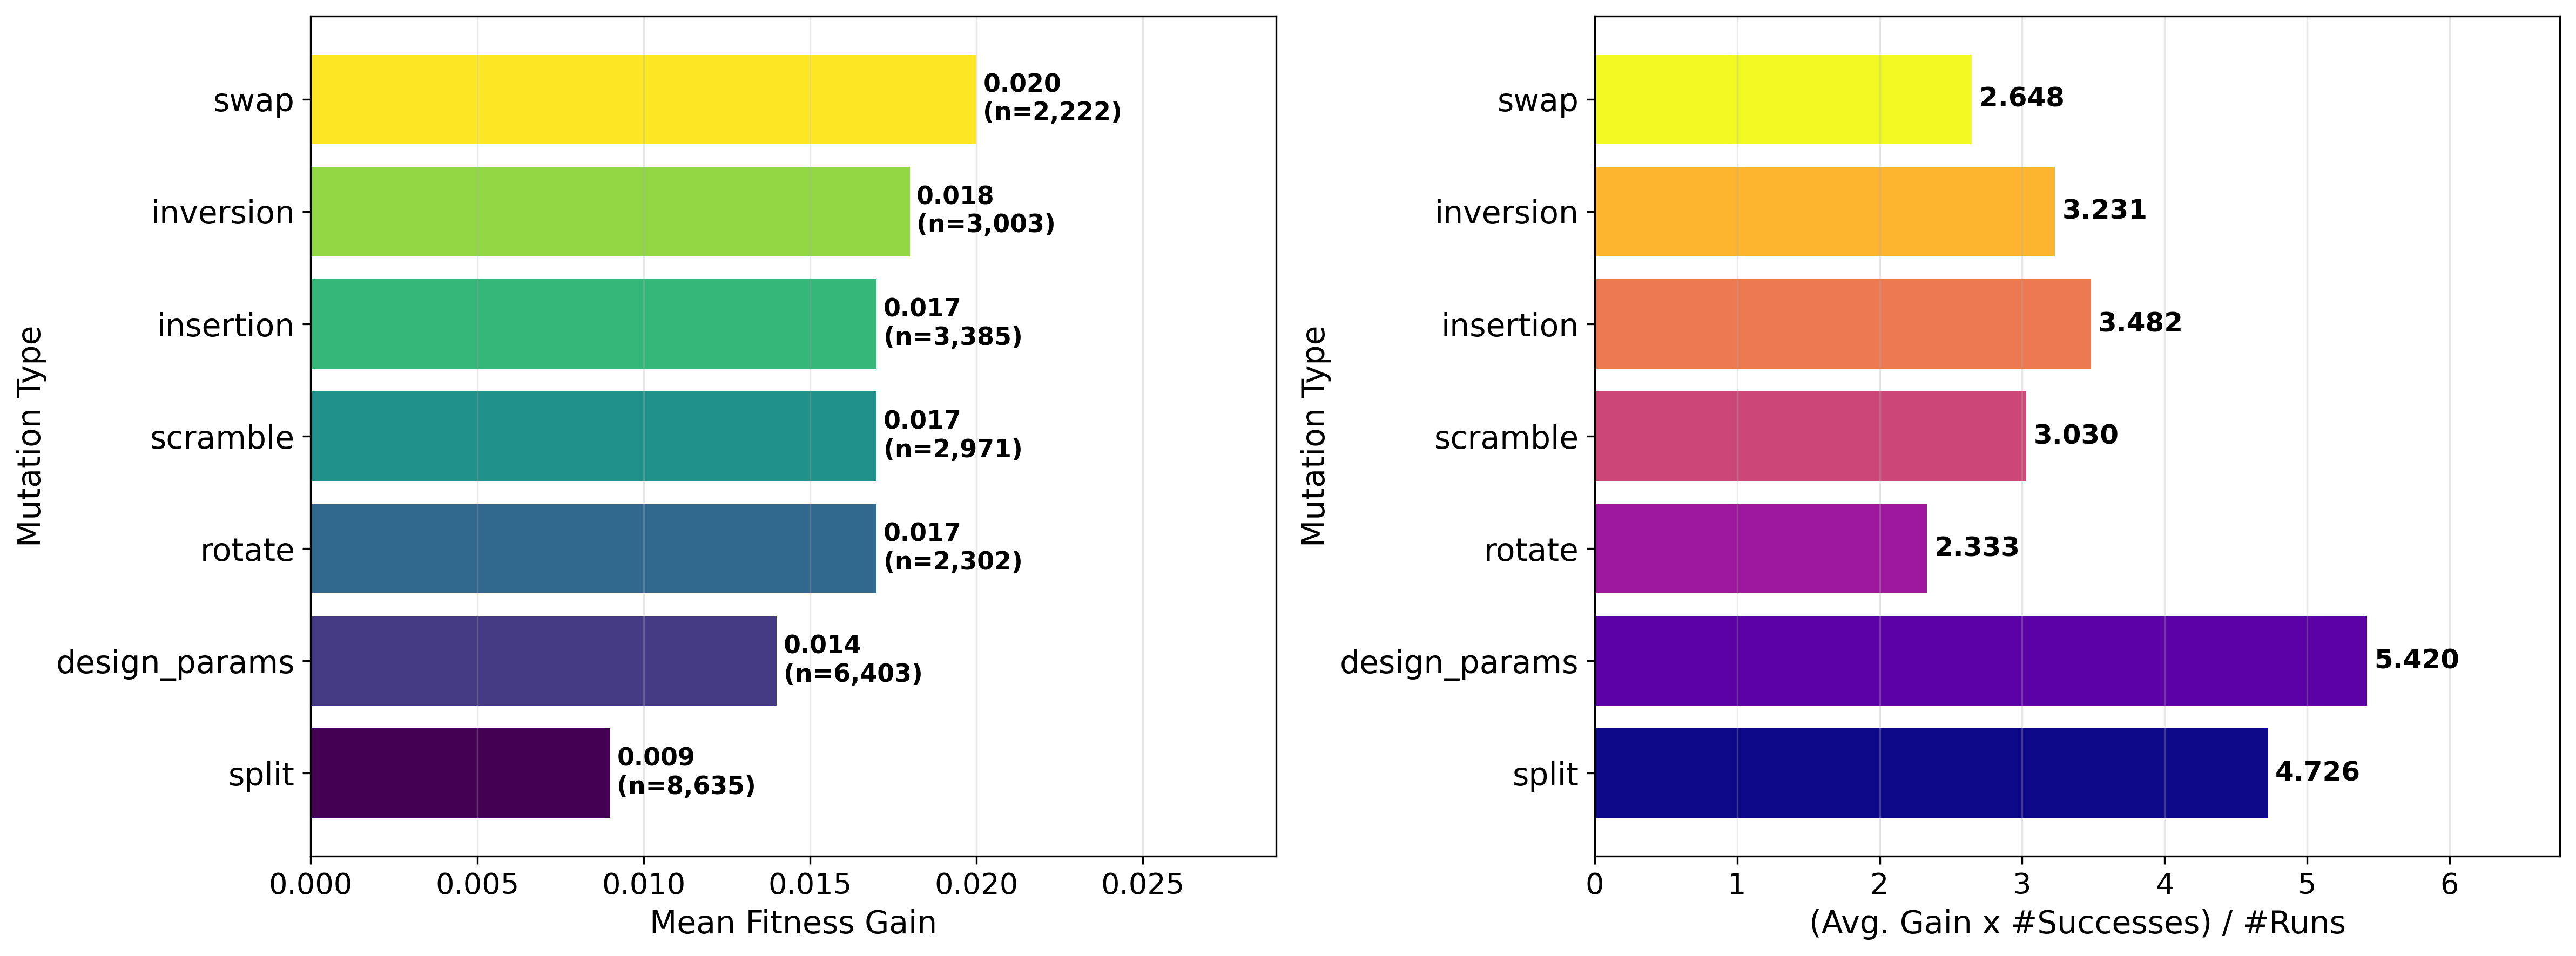 Mutation Type
swap
inversion
insertion
scramble
rotate
design_params
split
0.020
(n=2,222)
0.018
(n=3,003)
0.017
(n=3,385)
0.017
(n=2,971)
0.017
(n=2,302)
0.014
(n=6,403)
0.009
(n=8,635)
0.000 0.005 0.010 0.015 0.020 0.025
Mean Fitness Gain
Mutation Type
swap
inversion
insertion
scramble
rotate
design_params
split
2.648
3.231
3.482
3.030
2.333
5.420
4.726
0 1 2 3 4 5 6
(Avg. Gain x #Successes) / #Runs